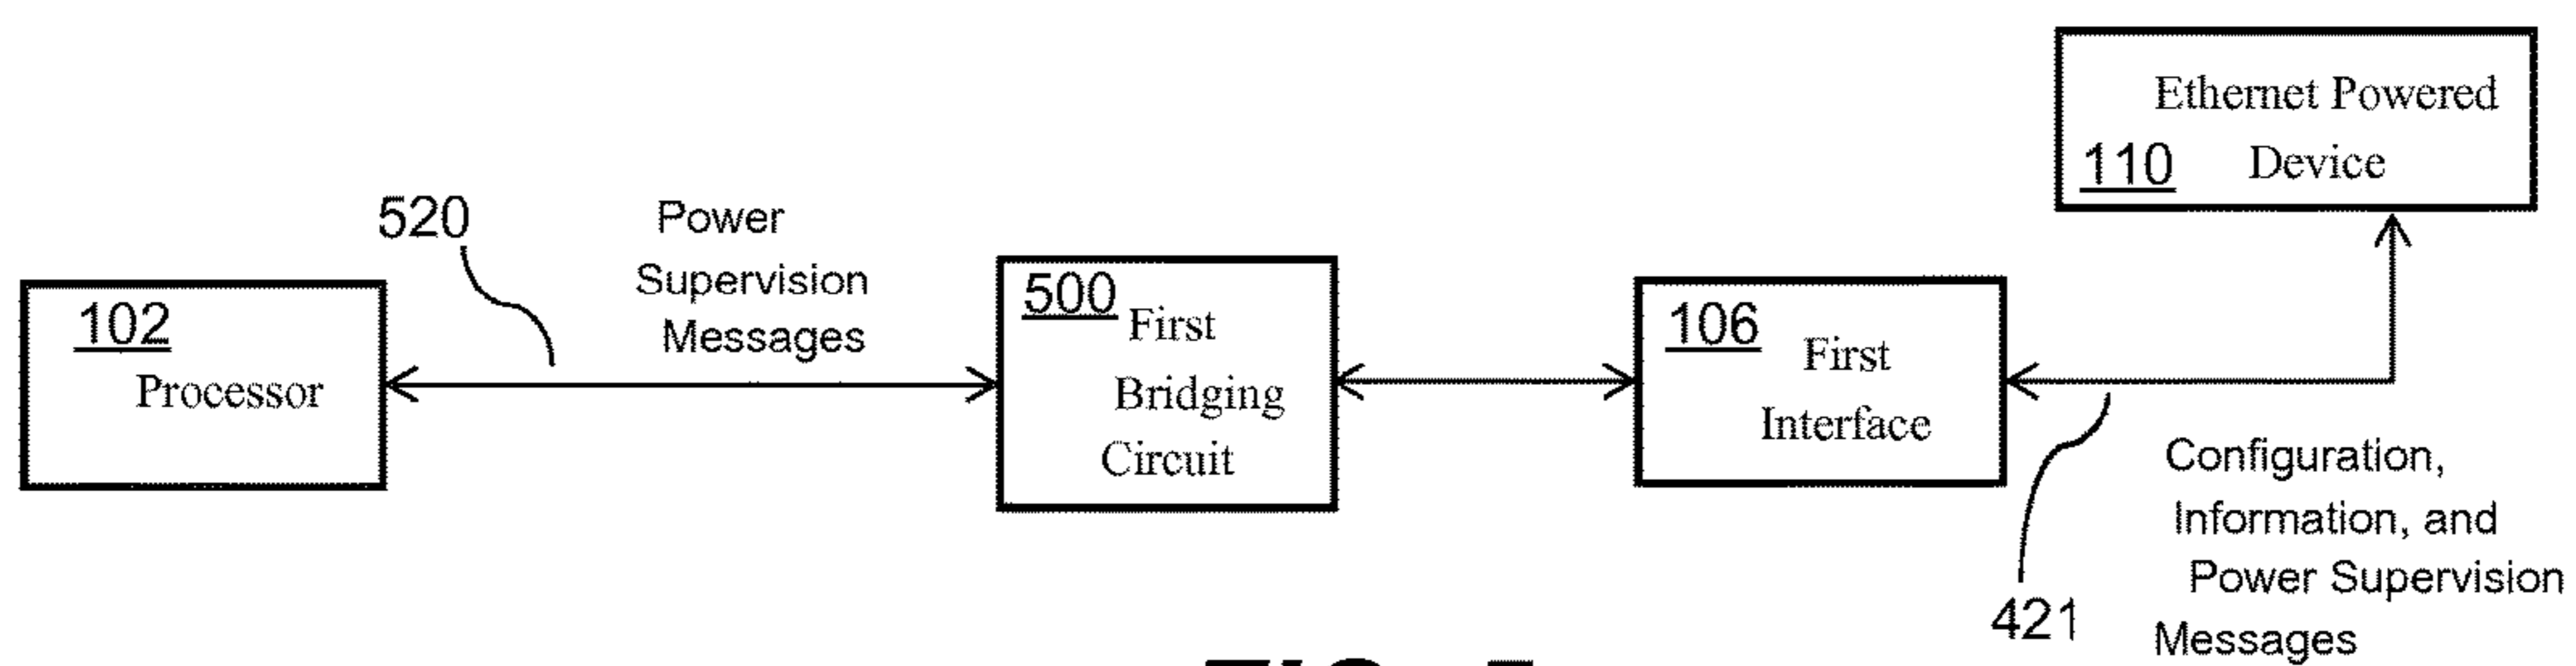 Ethernet Powered
110 Device
520
Power
Supervision
Messages
102
Processor
500 First
Bridging
Circuit
106 First
Interface
Configuration,
Information, and
Power Supervision
Messages
421